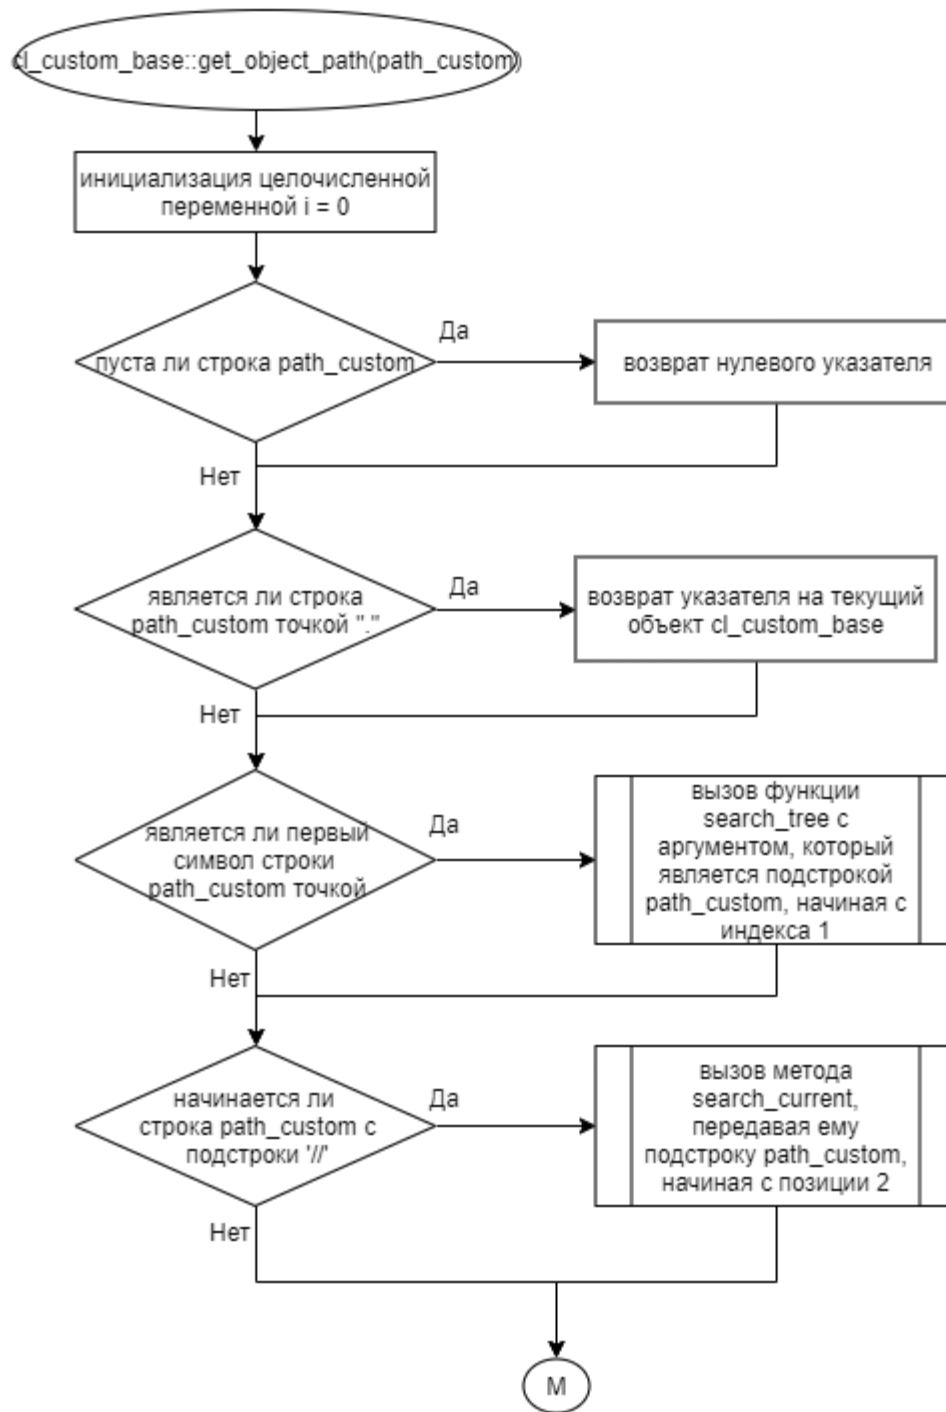 cl_custom_base::get_object_path(path_custom)
инициализация целочисленной
переменной i = 0
пуста ли строка path_custom
Да
возврат нулевого указателя
Нет
является ли строка
path_custom точкой "."
Да
возврат указателя на текущий
объект cl_custom_base
Нет
является ли первый
символ строки
path_custom точкой
Да
вызов функции
search_tree с
аргументом, который
является подстрокой
path_custom, начиная с
индекса 1
Нет
начинается ли
строка path_custom с
подстроки '//'
Да
вызов метода
search_current,
передавая ему
подстроку path_custom,
начиная с позиции 2
Нет
М